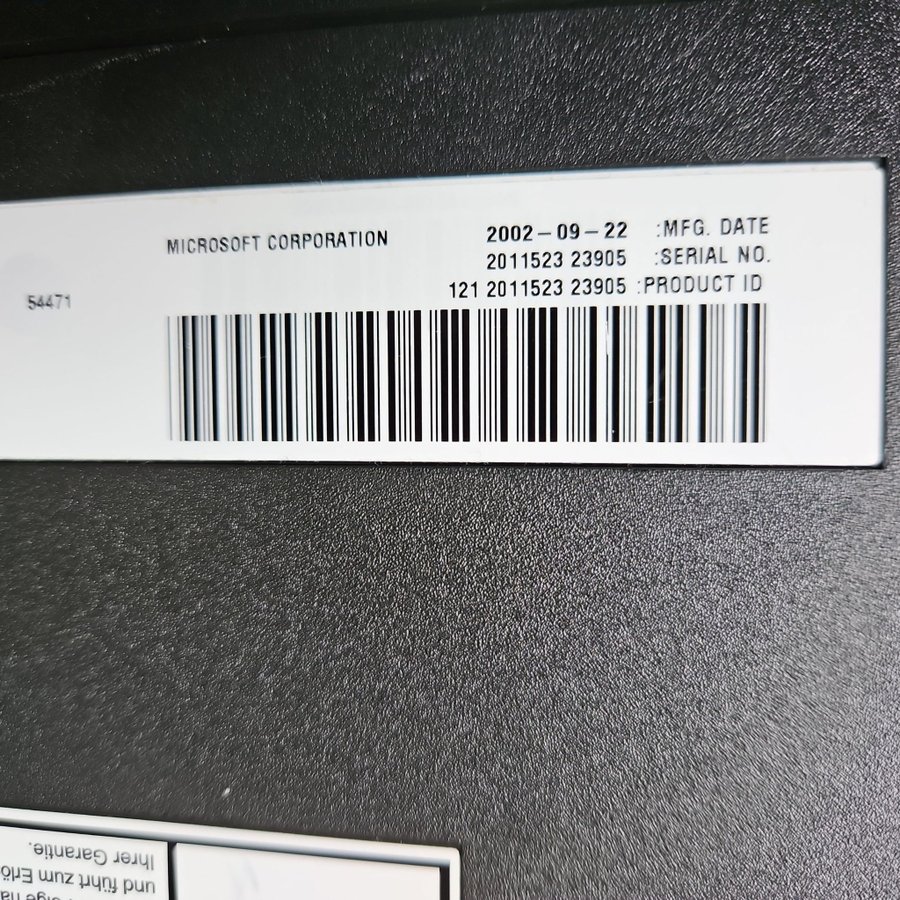 MICROSOFT CORPORATION
2002-09-22 :MFG. DATE
2011523 23905 :SERIAL NO.
121 2011523 23905 :PRODUCT ID
54471
und führt zum Erlö
Ihrer Garantie.